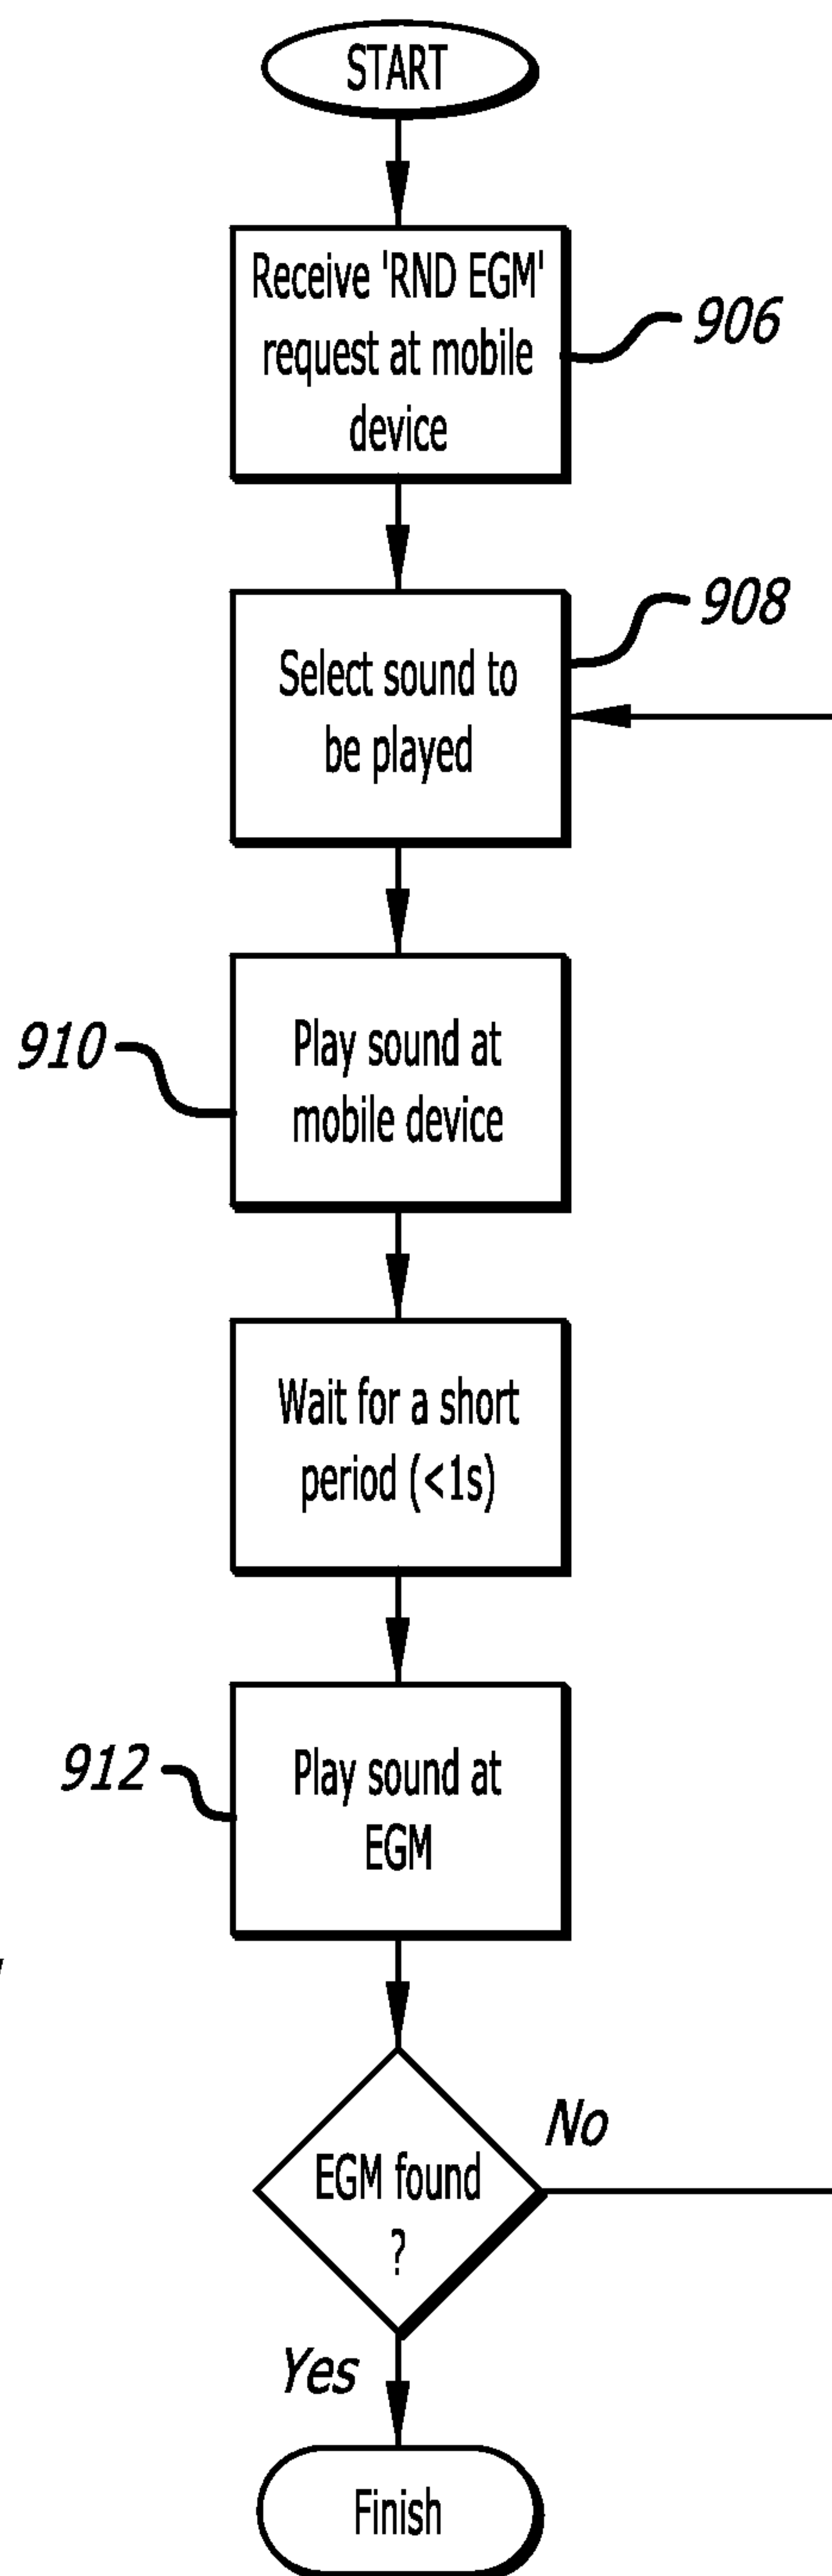 START
Receive 'RND EGM'
request at mobile
device
906
Select sound to
be played
908
Play sound at
mobile device
910
Wait for a short
period (<1s)
Play sound at
EGM
912
EGM found
?
No
Yes
Finish